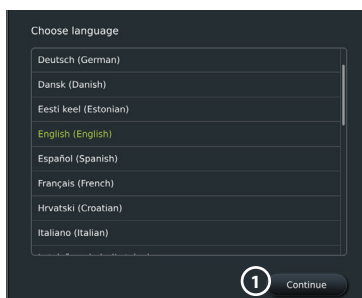 Choose language
Deutsch (German)
Dansk (Danish)
Eesti keel (Estonian)
English (English)
Español (Spanish)
Français (French)
Hrvatski (Croatian)
Italiano (Italian)
1 Continue